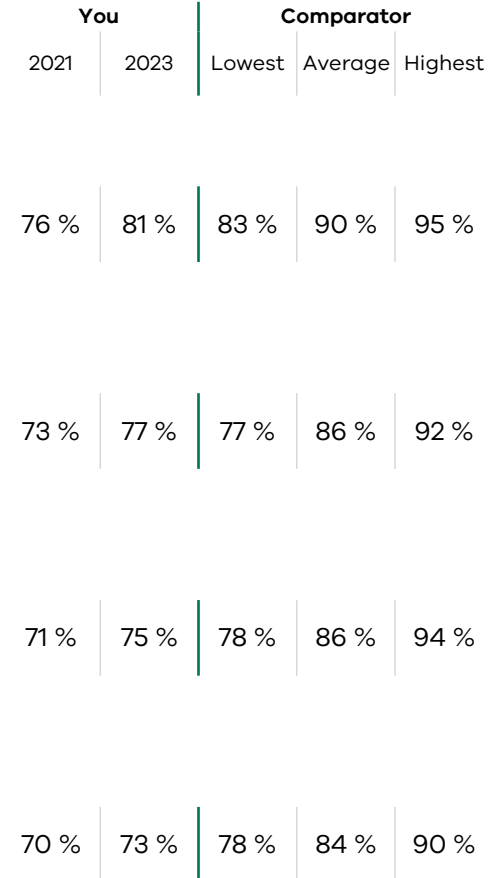 You Comparator
2021 2023 Lowest Average Highest
76 % 81 % 83 % 90 % 95 %
73 % 77 % 77 % 86 % 92 %
71 % 75 % 78 % 86 % 94 %
70 % 73 % 78 % 84 % 90 %